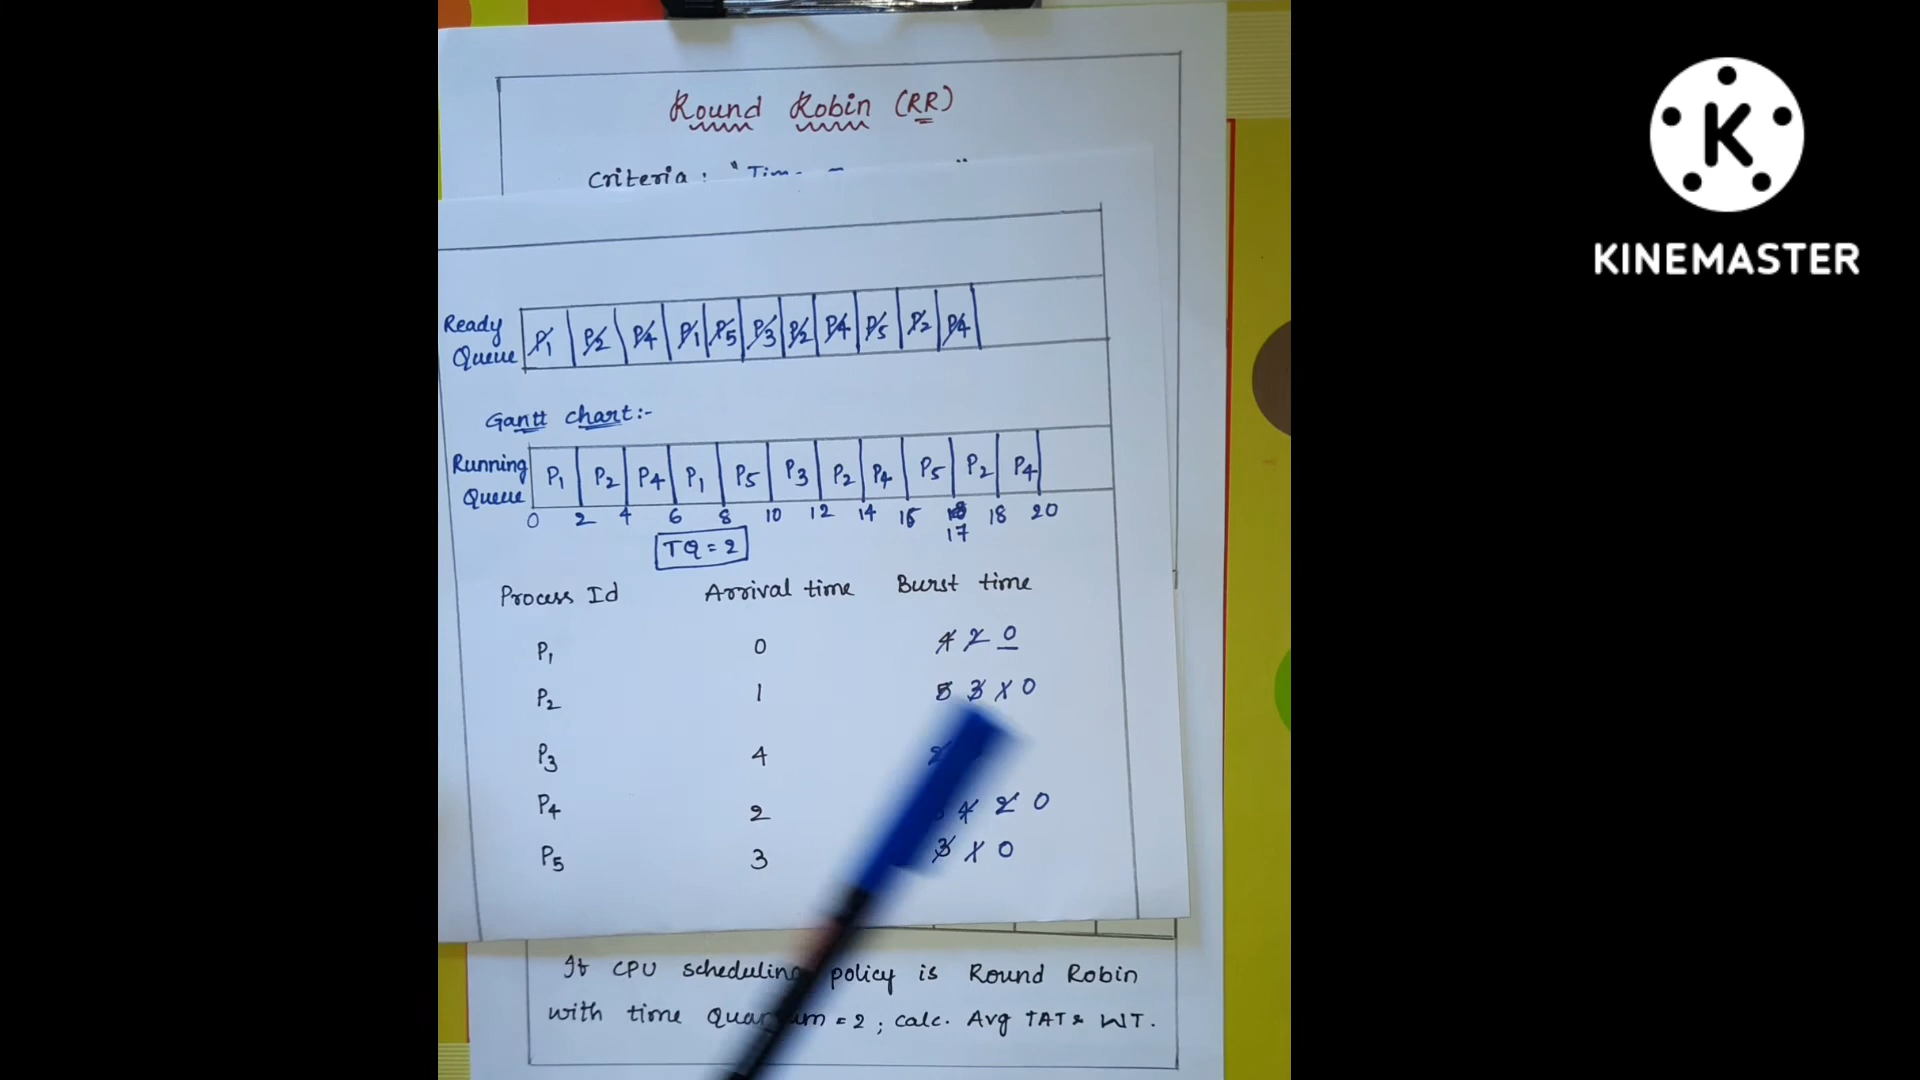 Round Robin (RR)
Criteria : "
Ready Queue P1 P2 P4 P1 P5 P3 P2 P4 P5 P2 P4
Gantt chart:-
Running Queue P1 P2 P4 P1 P5 P3 P2 P4 P5 P2 P4
0 2 4 6 8 10 12 14 16 18 18 20
17
TQ = 2
Process Id Arrival time Burst time
P1 0 4 2 0
P2 1 5 3 1 0
P3 4 2
P4 2 4 2 0
P5 3 3 1 0
If CPU scheduling policy is Round Robin
with time = 2 ; calc. Avg TAT & WT.
K
KINEMASTER